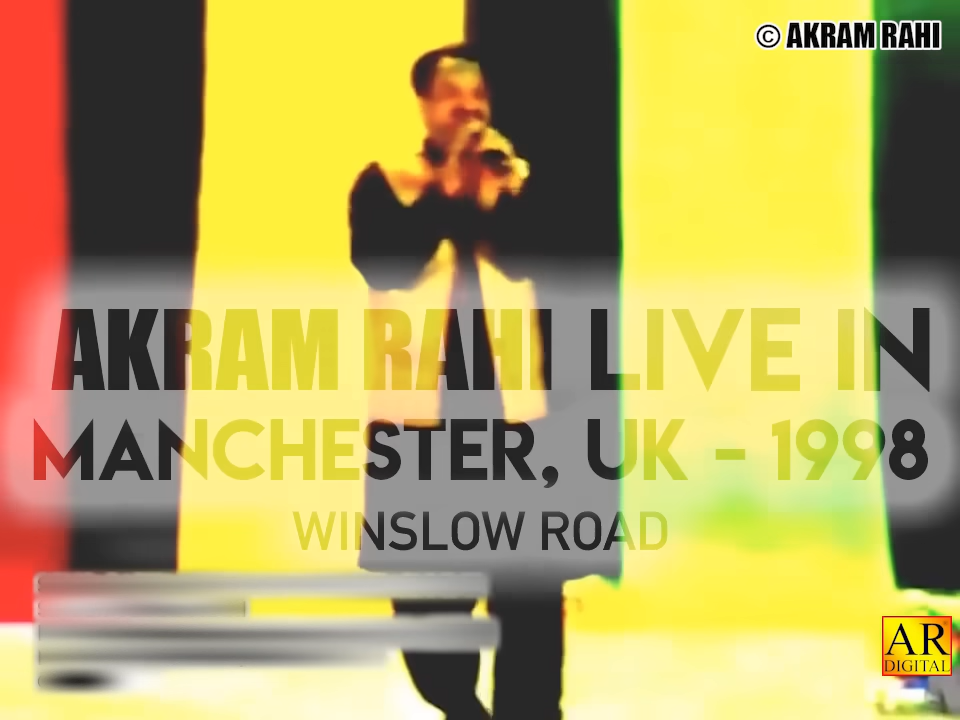 © AKRAM RAHI
AKRAM RAHI LIVE IN
MANCHESTER, UK - 1998
WINSLOW ROAD
AR
DIGITAL